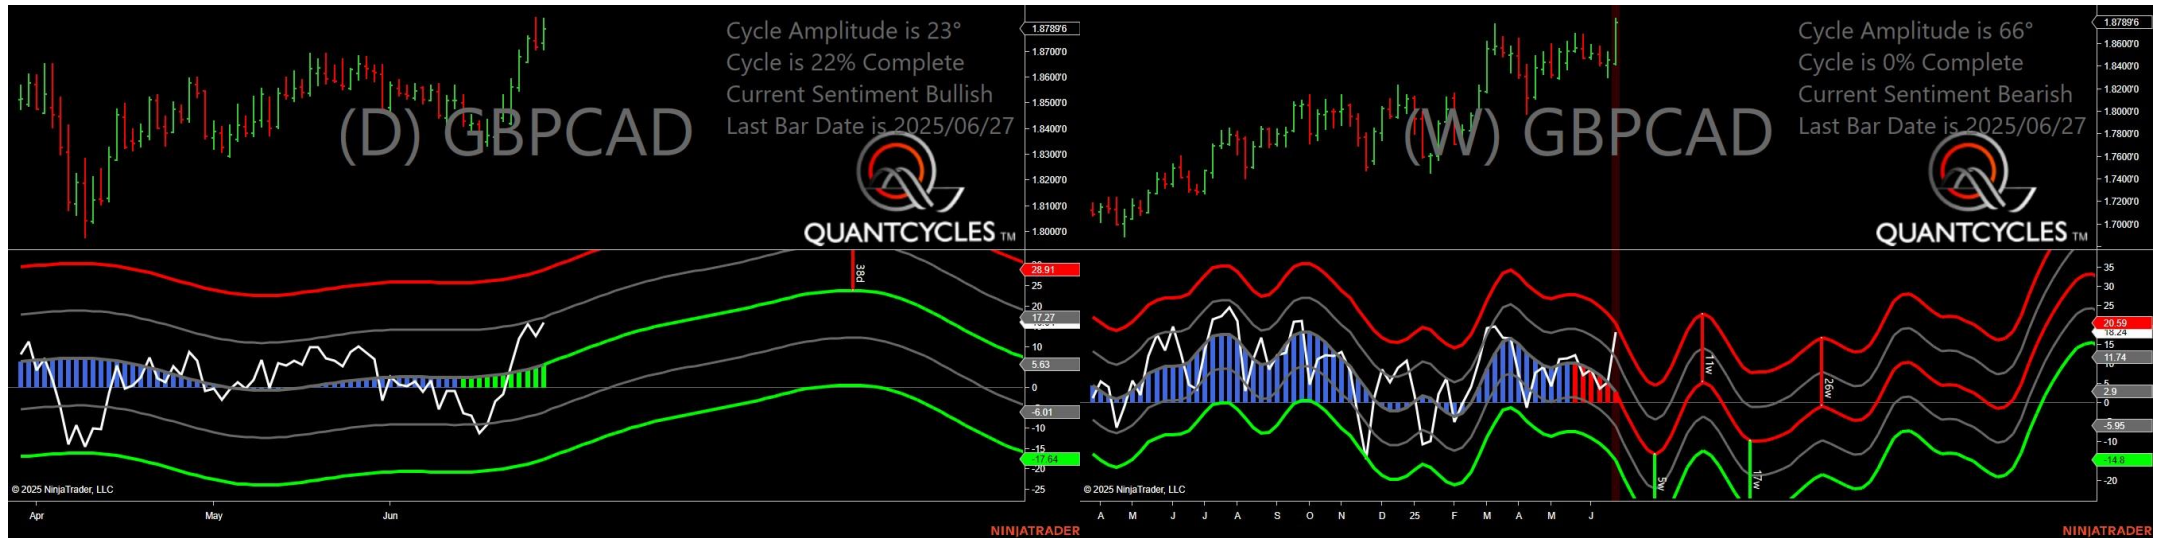 Cycle Amplitude is 23°
Cycle is 22% Complete
Current Sentiment Bullish
Last Bar Date is 2025/06/27
(D) GBPCAD
QUANTCYCLES TM
1.8789'6
1.8700'0
1.8600'0
1.8500'0
1.8400'0
1.8300'0
1.8200'0
1.8100'0
1.8000'0
38d
28.91
25
20
17.27
10
5.63
0
-6.01
-10
-15
-17.64
-20
-25
© 2025 NinjaTrader, LLC
Apr May Jun
NINJATRADER
Cycle Amplitude is 66°
Cycle is 0% Complete
Current Sentiment Bearish
Last Bar Date is 2025/06/27
(W) GBPCAD
QUANTCYCLES TM
1.8789'6
1.8600'0
1.8400'0
1.8200'0
1.8000'0
1.7800'0
1.7600'0
1.7400'0
1.7200'0
1.7000'0
11w
26w
5w
17w
35
30
25
20.59
18.24
15
11.74
10
5
2.9
0
-5.95
-10
-14.8
-20
© 2025 NinjaTrader, LLC
A M J J A S O N D 25 F M A M J
NINJATRADER